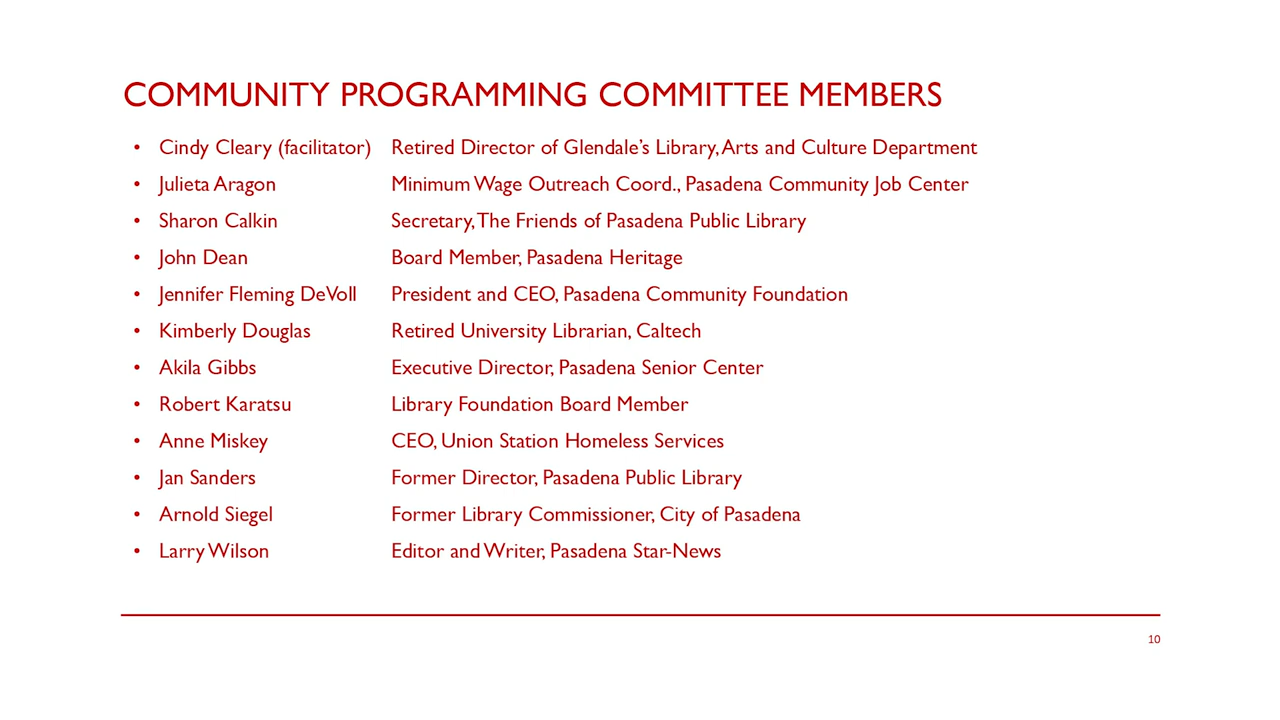 COMMUNITY PROGRAMMING COMMITTEE MEMBERS
• Cindy Cleary (facilitator) Retired Director of Glendale’s Library, Arts and Culture Department
• Julieta Aragon Minimum Wage Outreach Coord., Pasadena Community Job Center
• Sharon Calkin Secretary, The Friends of Pasadena Public Library
• John Dean Board Member, Pasadena Heritage
• Jennifer Fleming DeVoll President and CEO, Pasadena Community Foundation
• Kimberly Douglas Retired University Librarian, Caltech
• Akila Gibbs Executive Director, Pasadena Senior Center
• Robert Karatsu Library Foundation Board Member
• Anne Miskey CEO, Union Station Homeless Services
• Jan Sanders Former Director, Pasadena Public Library
• Arnold Siegel Former Library Commissioner, City of Pasadena
• Larry Wilson Editor and Writer, Pasadena Star-News
10